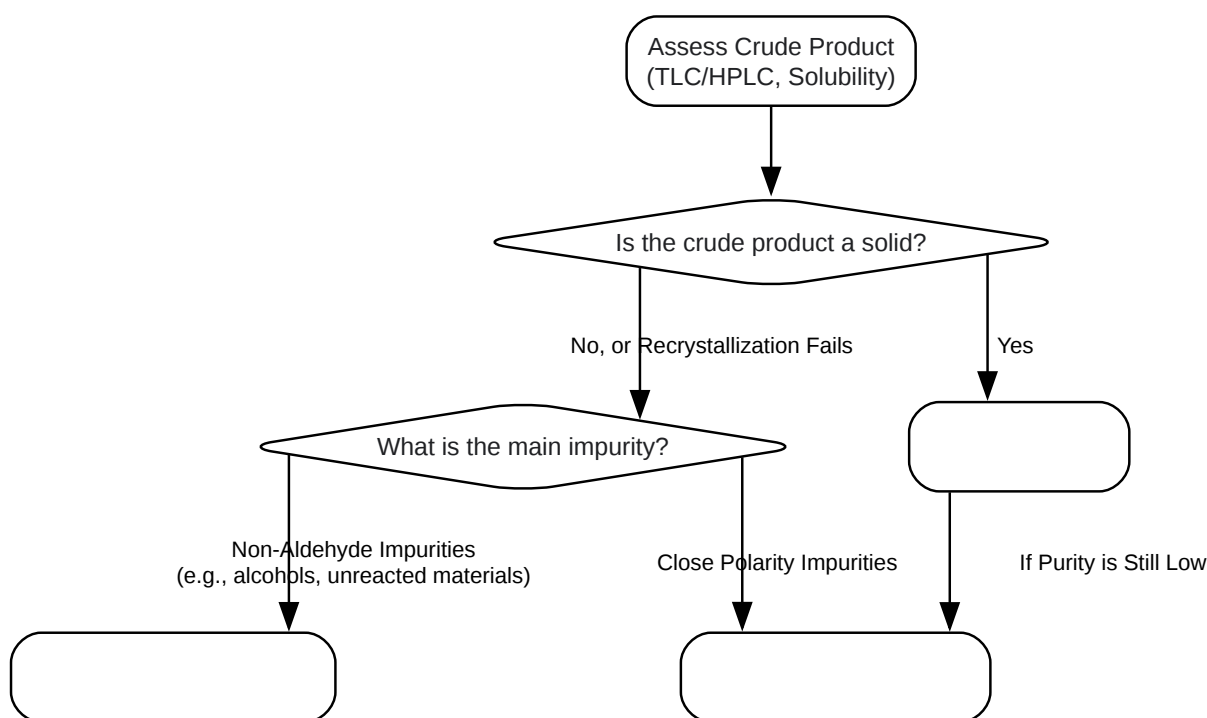 Assess Crude Product
(TLC/HPLC, Solubility)
Is the crude product a solid?
No, or Recrystallization Fails
Yes
What is the main impurity?
Non-Aldehyde Impurities
(e.g., alcohols, unreacted materials)
Close Polarity Impurities
If Purity is Still Low